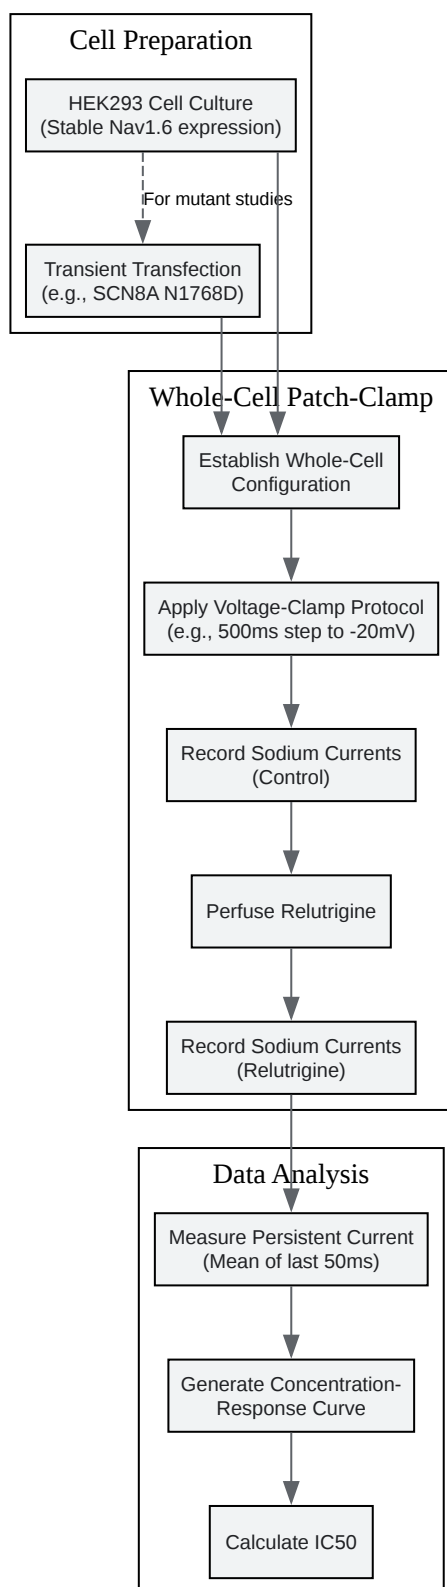 Cell Preparation
HEK293 Cell Culture
(Stable Nav1.6 expression)
For mutant studies
Transient Transfection
(e.g., SCN8A N1768D)
Whole-Cell Patch-Clamp
Establish Whole-Cell
Configuration
Apply Voltage-Clamp Protocol
(e.g., 500ms step to -20mV)
Record Sodium Currents
(Control)
Perfuse Relutrigine
Record Sodium Currents
(Relutrigine)
Data Analysis
Measure Persistent Current
(Mean of last 50ms)
Generate Concentration-
Response Curve
Calculate IC50